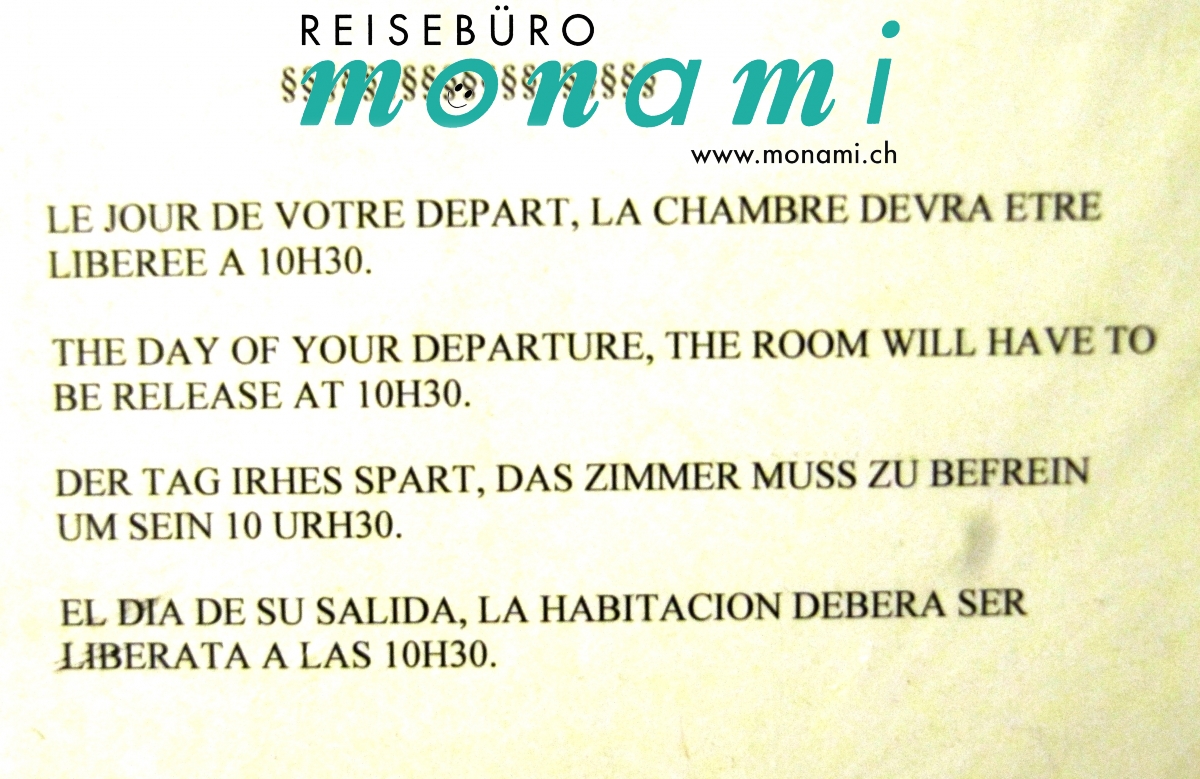 REISEBÜRO
monami
§§§§§§§§§§§§§§§§§§§
www.monami.ch
LE JOUR DE VOTRE DEPART, LA CHAMBRE DEVRA ETRE
LIBEREE A 10H30.
THE DAY OF YOUR DEPARTURE, THE ROOM WILL HAVE TO
BE RELEASE AT 10H30.
DER TAG IRHES SPART, DAS ZIMMER MUSS ZU BEFREIN
UM SEIN 10 URH30.
EL DIA DE SU SALIDA, LA HABITACION DEBERA SER
LIBERATA A LAS 10H30.